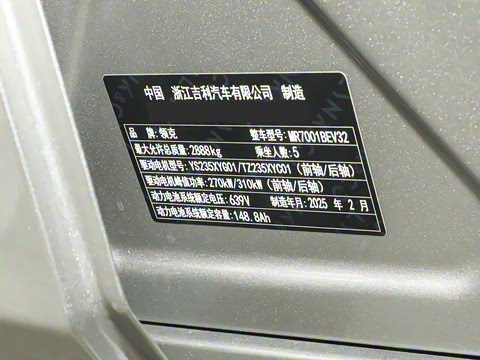 中国 浙江吉利汽车有限公司 制造
品 牌:领克 整车型号:MR7001BEV32
最大允许总质量:2888kg 乘坐人数:5
驱动电机型号:YS235XYG01/TZ235XYC01(前轴/后轴)
驱动电机峰值功率:270kW/310kW(前轴/后轴)
动力电池系统额定电压:639V 制造年月:2025 年 2 月
动力电池系统额定容量:148.8Ah